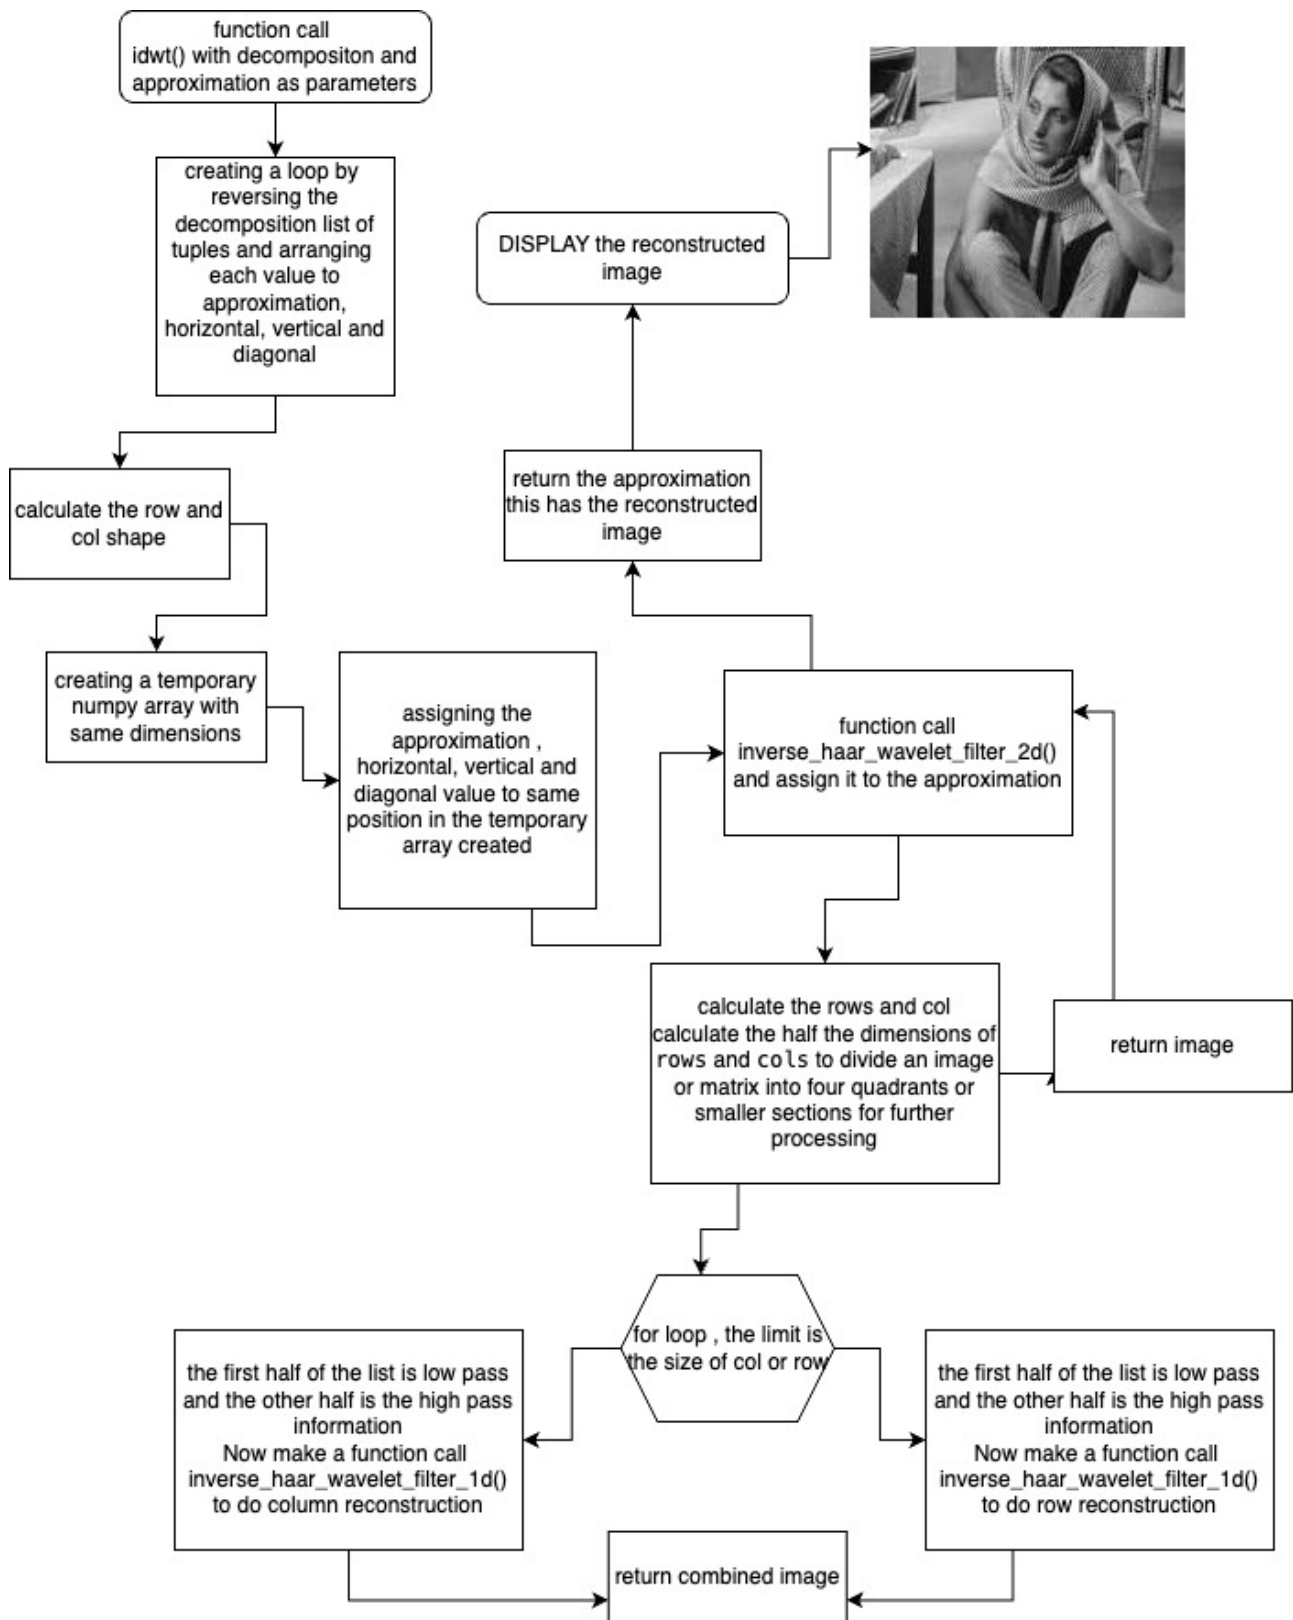 function call
idwt() with decompositon and
approximation as parameters
creating a loop by
reversing the
decomposition list of
tuples and arranging
each value to
approximation,
horizontal, vertical and
diagonal
DISPLAY the reconstructed
image
calculate the row and
col shape
return the approximation
this has the reconstructed
image
creating a temporary
numpy array with
same dimensions
assigning the
approximation ,
horizontal, vertical and
diagonal value to same
position in the temporary
array created
function call
inverse_haar_wavelet_filter_2d()
and assign it to the approximation
calculate the rows and col
calculate the half the dimensions of
rows and cols to divide an image
or matrix into four quadrants or
smaller sections for further
processing
return image
for loop , the limit is
the size of col or row
the first half of the list is low pass
and the other half is the high pass
information
Now make a function call
inverse_haar_wavelet_filter_1d()
to do column reconstruction
the first half of the list is low pass
and the other half is the high pass
information
Now make a function call
inverse_haar_wavelet_filter_1d()
to do row reconstruction
return combined image